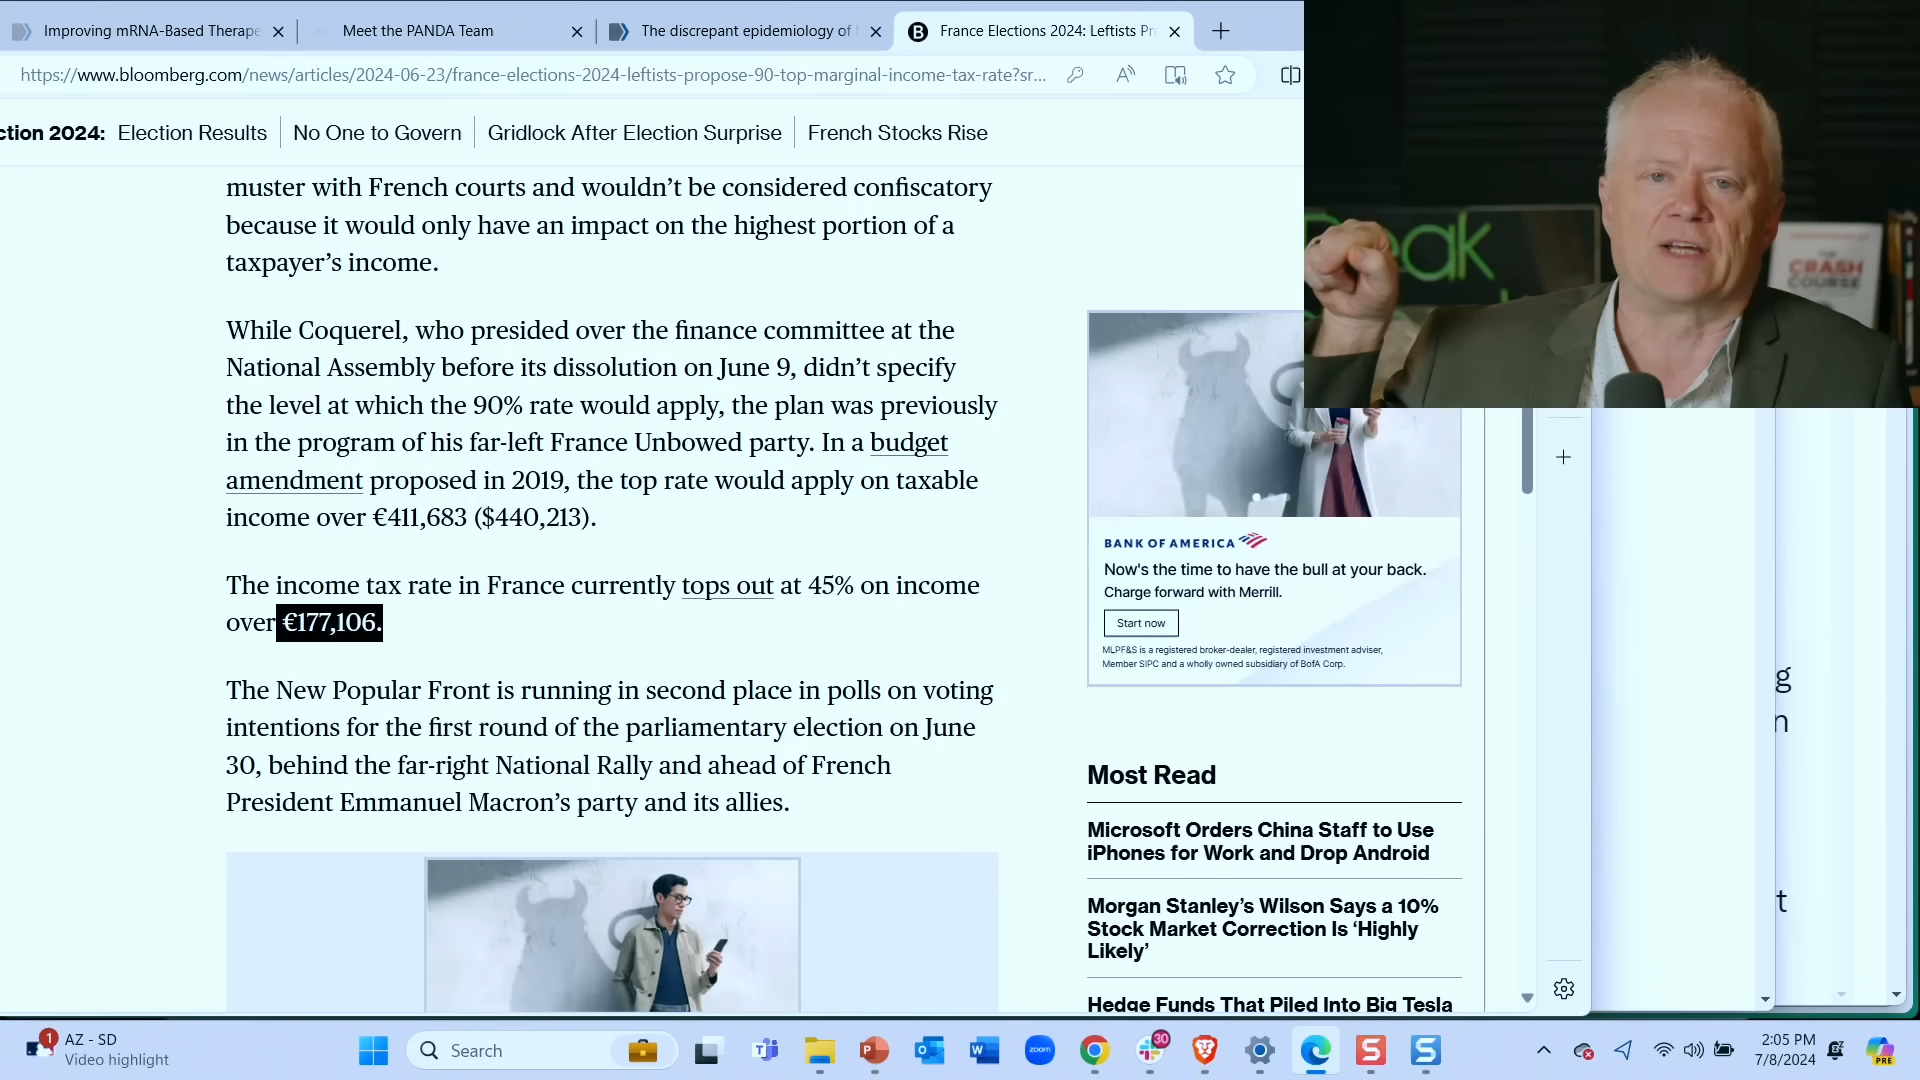 Improving mRNA-Based Therape
Meet the PANDA Team
The discrepant epidemiology of
France Elections 2024: Leftists Pr
https://www.bloomberg.com/news/articles/2024-06-23/france-elections-2024-leftists-propose-90-top-marginal-income-tax-rate?sr...
ction 2024: Election Results No One to Govern Gridlock After Election Surprise French Stocks Rise
muster with French courts and wouldn’t be considered confiscatory
because it would only have an impact on the highest portion of a
taxpayer’s income.
While Coquerel, who presided over the finance committee at the
National Assembly before its dissolution on June 9, didn’t specify
the level at which the 90% rate would apply, the plan was previously
in the program of his far-left France Unbowed party. In a budget
amendment proposed in 2019, the top rate would apply on taxable
income over €411,683 ($440,213).
The income tax rate in France currently tops out at 45% on income
over €177,106.
The New Popular Front is running in second place in polls on voting
intentions for the first round of the parliamentary election on June
30, behind the far-right National Rally and ahead of French
President Emmanuel Macron’s party and its allies.
eak
CRASH
COURSE
BANK OF AMERICA
Now's the time to have the bull at your back.
Charge forward with Merrill.
Start now
MLPF&S is a registered broker-dealer, registered investment adviser,
Member SIPC and a wholly owned subsidiary of BofA Corp.
Most Read
Microsoft Orders China Staff to Use
iPhones for Work and Drop Android
Morgan Stanley’s Wilson Says a 10%
Stock Market Correction Is ‘Highly
Likely’
Hedge Funds That Piled Into Big Tesla
g
n
t
1
AZ - SD
Video highlight
Search
zoom
30
2:05 PM
7/8/2024
PRE